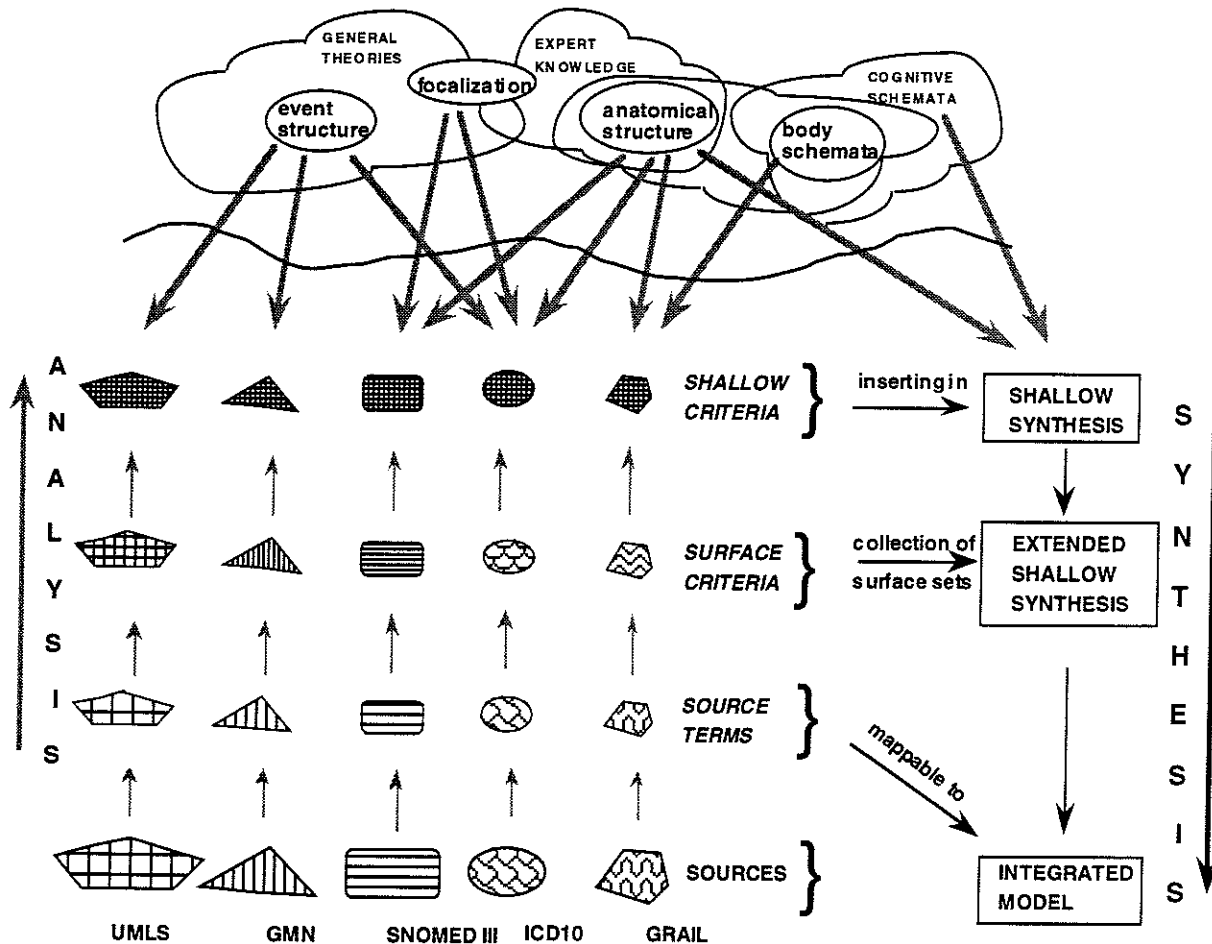 GENERAL
THEORIES
EXPERT
KNOWLEDGE
COGNITIVE
SCHEMATA
focalization
event
structure
anatomical
structure
body
schemata
ANALYSIS
SHALLOW
CRITERIA
inserting in
SHALLOW
SYNTHESIS
SURFACE
CRITERIA
collection of
surface sets
EXTENDED
SHALLOW
SYNTHESIS
SOURCE
TERMS
mappable to
SOURCES
INTEGRATED
MODEL
SYNTHESIS
UMLS
GMN
SNOMED III
ICD10
GRAIL